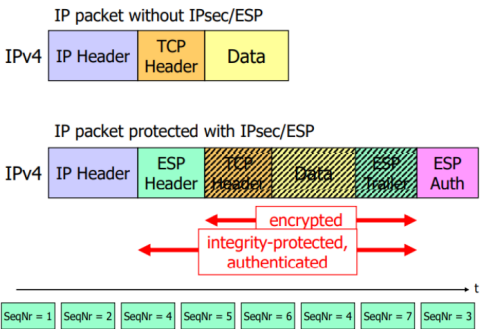 IP packet without IPsec/ESP
IPv4 IP Header TCP Header Data
IP packet protected with IPsec/ESP
IPv4 IP Header ESP Header TCP Header Data ESP Trailer ESP Auth
encrypted
integrity-protected,
authenticated
t
SeqNr = 1 SeqNr = 2 SeqNr = 4 SeqNr = 5 SeqNr = 6 SeqNr = 4 SeqNr = 7 SeqNr = 3